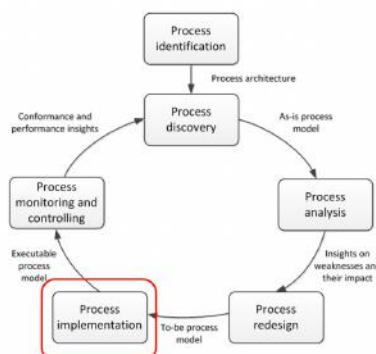 Process
identification
Process architecture
Process
discovery
Conformance and
performance insights
As-is process
model
Process
monitoring and
controlling
Process
analysis
Executable
process
model
Insights on
weaknesses and
their impact
Process
implementation
To-be process
model
Process
redesign